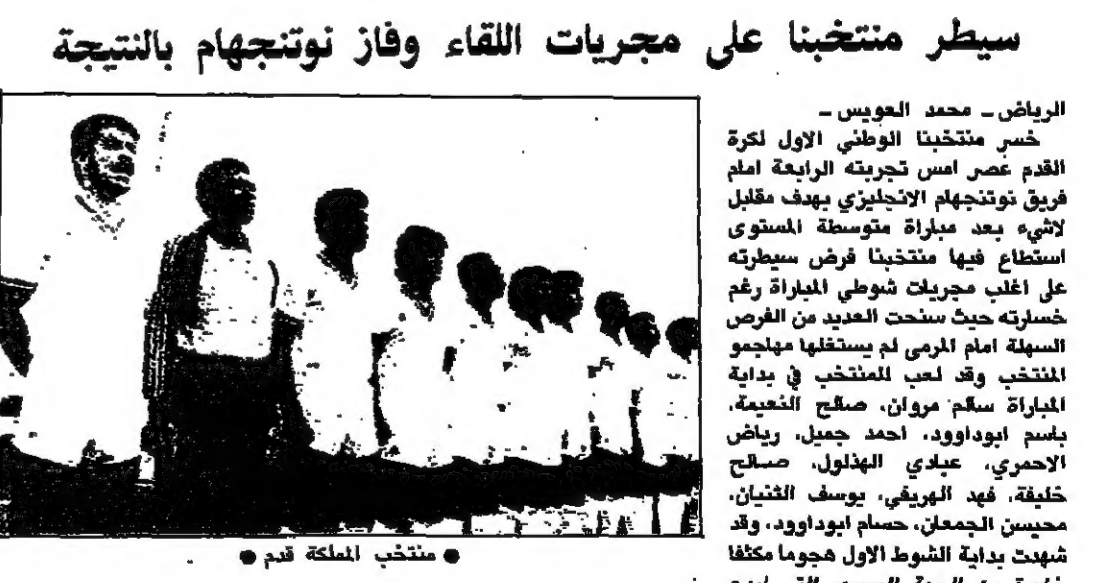 سيطر منتخبنا على مجريات اللقاء وفاز نوتنجهام بالنتيجة
الرياض ـ محمد العويس ـ
خسر منتخبنا الوطني الاول لكرة
القدم عصر امس تجربته الرابعة امام
فريق نوتنجهام الانجليزي بهدف مقابل
لاشيء بعد مباراة متوسطة المستوى
استطاع فيها منتخبنا فرض سيطرته
على اغلب مجريات شوطي المباراة رغم
خسارته حيث سنحت العديد من الفرص
السهلة امام المرمى لم يستغلها مهاجمو
المنتخب وقد لعب للمنتخب في بداية
المباراة سالم مروان، صالح النعيمة،
باسم ابوداوود، احمد جميل، رياض
الاحمري، عبادي الهذلول، صالح
خليفة، فهد الهريفي، يوسف الثنيان،
محيسن الجمعان، حسام ابوداوود، وقد
شهدت بداية الشوط الاول هجوما مكثفا
● منتخب المملكة قدم ●